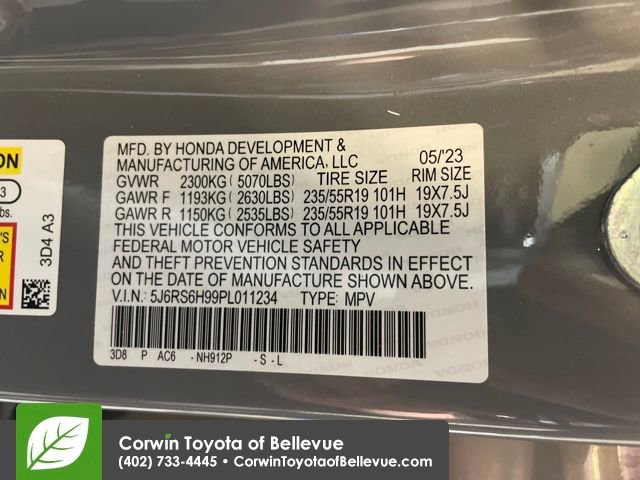 ON
3
bs.
'S
R
3D4 A3
MFD. BY HONDA DEVELOPMENT &
MANUFACTURING OF AMERICA, LLC 05/'23
GVWR 2300KG ( 5070LBS) TIRE SIZE RIM SIZE
GAWR F 1193KG ( 2630LBS) 235/55R19 101H 19X7.5J
GAWR R 1150KG ( 2535LBS) 235/55R19 101H 19X7.5J
THIS VEHICLE CONFORMS TO ALL APPLICABLE
FEDERAL MOTOR VEHICLE SAFETY
AND THEFT PREVENTION STANDARDS IN EFFECT
ON THE DATE OF MANUFACTURE SHOWN ABOVE.
V.I.N.: 5J6RS6H99PL011234 TYPE: MPV
3D8 P AC6 - NH912P - S - L
Corwin Toyota of Bellevue
(402) 733-4445 • CorwinToyotaofBellevue.com